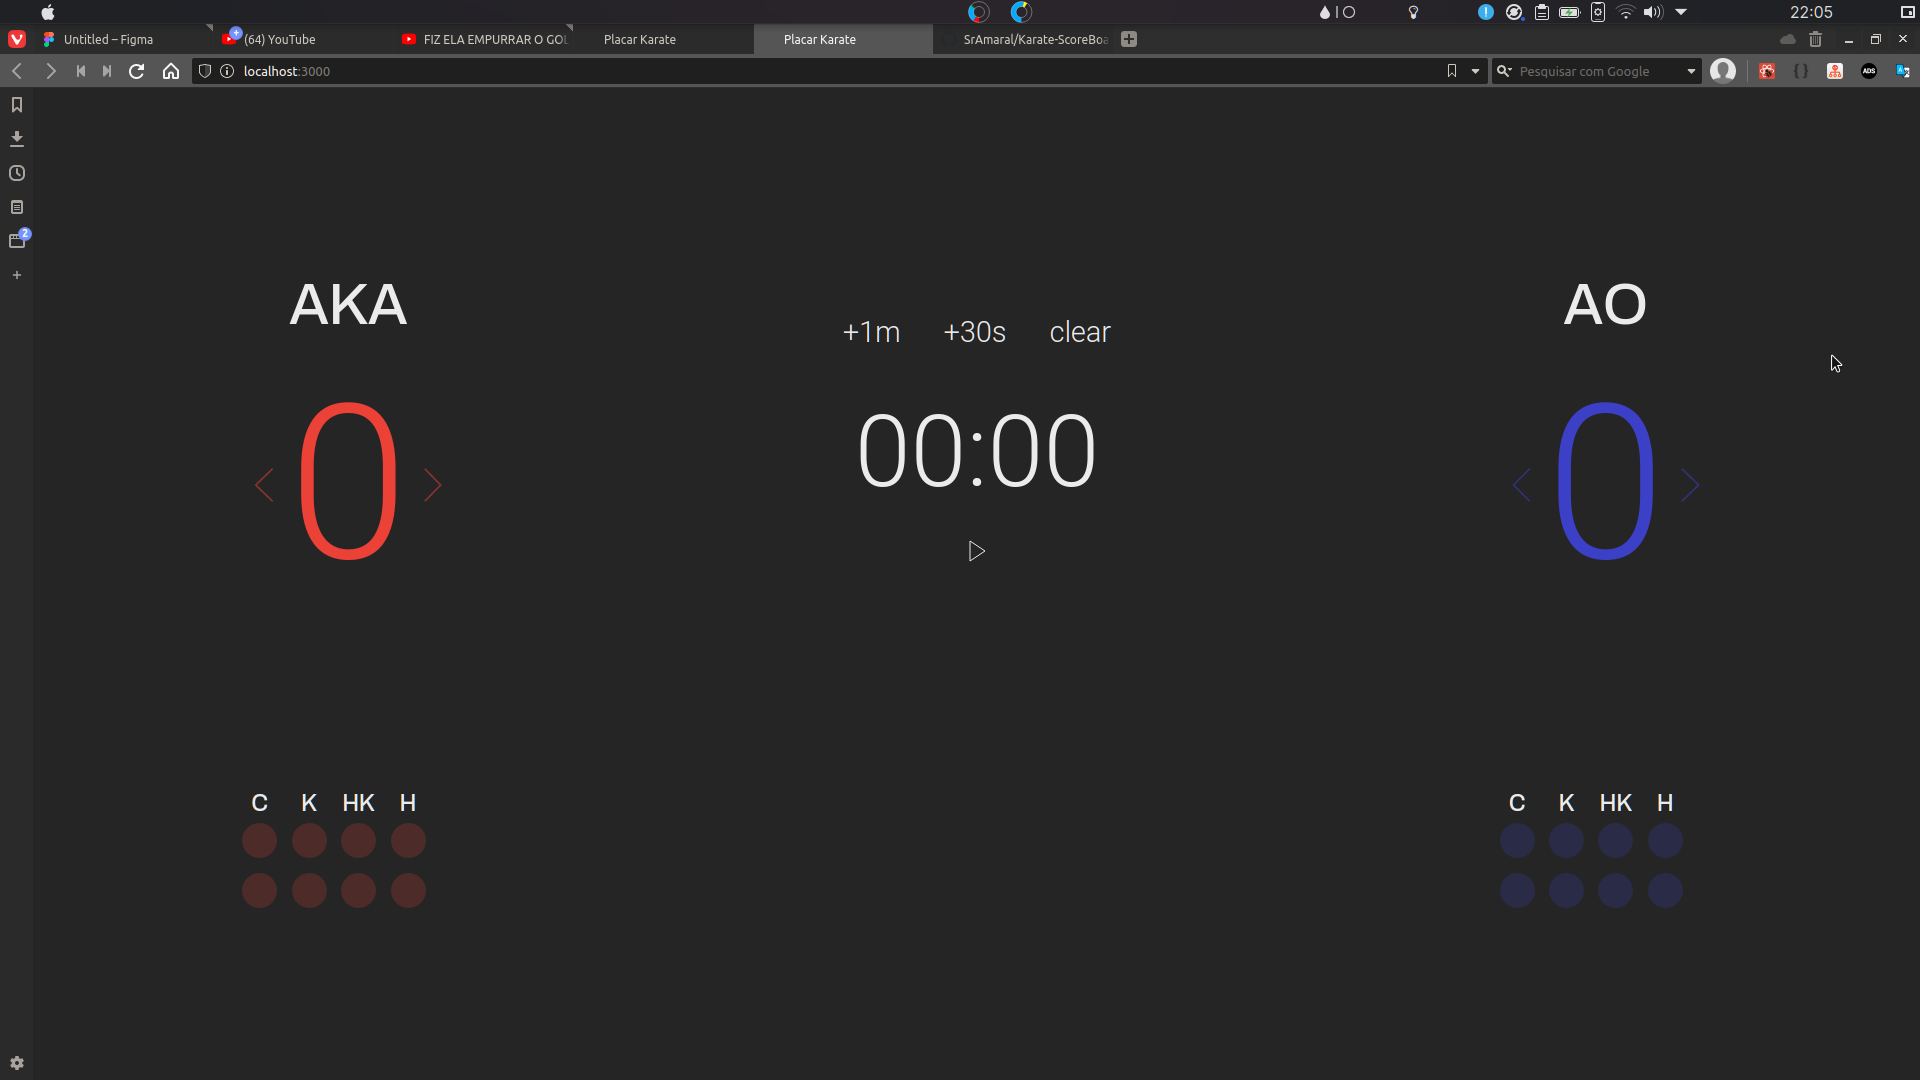 22:05
Untitled – Figma
(64) YouTube
FIZ ELA EMPURRAR O GOL
Placar Karate
Placar Karate
SrAmaral/Karate-ScoreBoa
localhost:3000
Pesquisar com Google
ADS
2
AKA
AO
+1m +30s clear
0
00:00
0
C K HK H
C K HK H